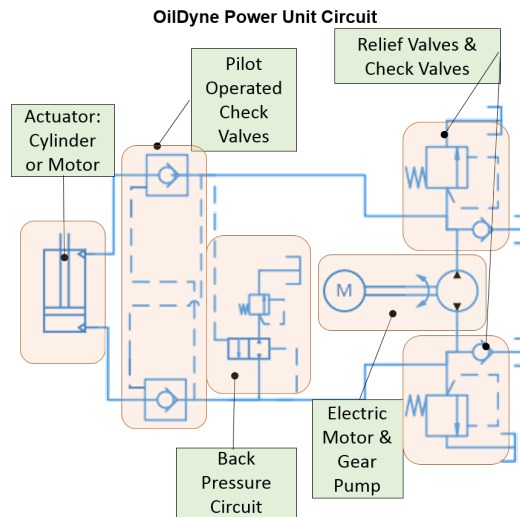 OilDyne Power Unit Circuit
Pilot
Operated
Check
Valves
Relief Valves &
Check Valves
Actuator:
Cylinder
or Motor
M
Electric
Motor &
Gear
Pump
Back
Pressure
Circuit